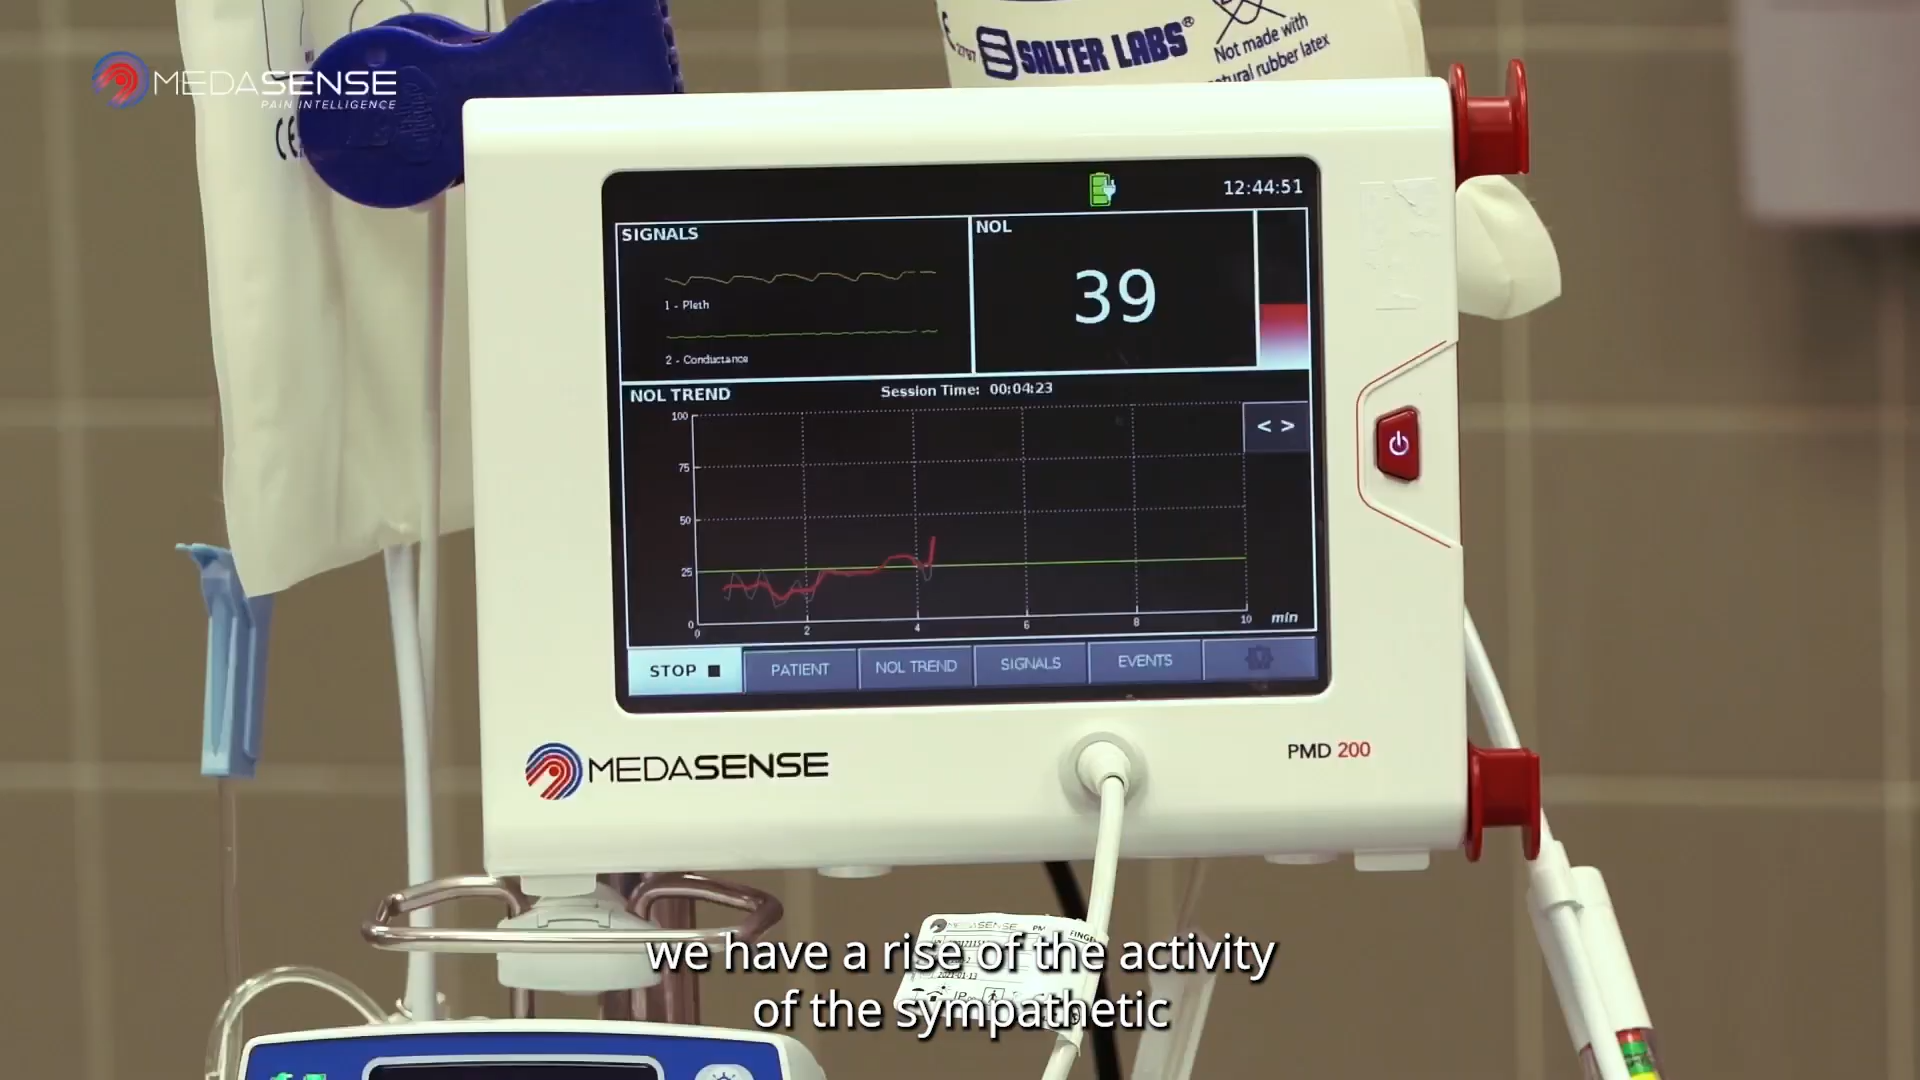 MEDASENSE
PAIN INTELLIGENCE
SALTER LABS®
Not made with
natural rubber latex
2797
CE
12:44:51
SIGNALS
NOL
39
1 - Pleth
2 - Conductance
NOL TREND
Session Time: 00:04:23
< >
100
75
50
25
0
0 2 4 6 8 10 min
STOP
PATIENT
NOL TREND
SIGNALS
EVENTS
MEDASENSE
PMD 200
MEDASENSE
we have a rise of the activity
of the sympathetic